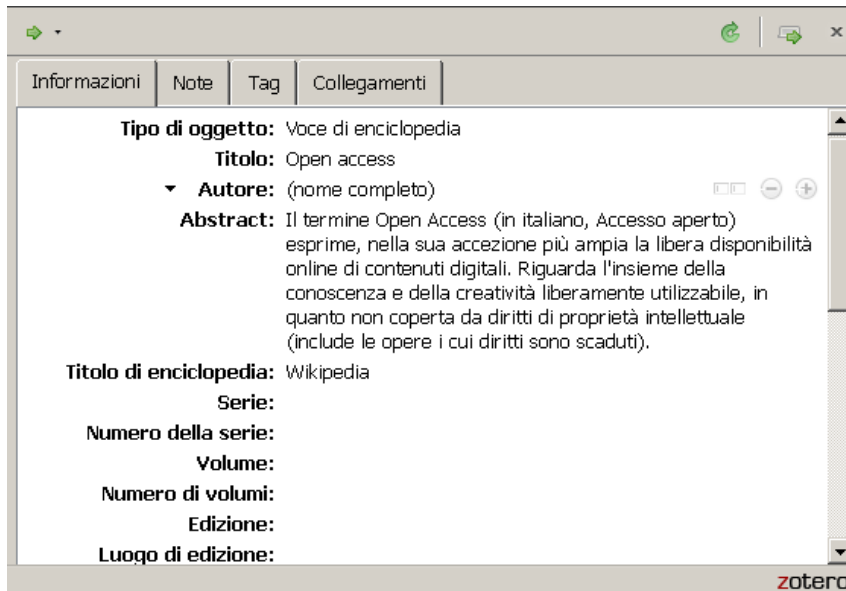 Informazioni Note Tag Collegamenti
Tipo di oggetto: Voce di enciclopedia
Titolo: Open access
Autore: (nome completo)
Abstract: Il termine Open Access (in italiano, Accesso aperto)
esprime, nella sua accezione più ampia la libera disponibilità
online di contenuti digitali. Riguarda l'insieme della
conoscenza e della creatività liberamente utilizzabile, in
quanto non coperta da diritti di proprietà intellettuale
(include le opere i cui diritti sono scaduti).
Titolo di enciclopedia: Wikipedia
Serie:
Numero della serie:
Volume:
Numero di volumi:
Edizione:
Luogo di edizione:
zotero